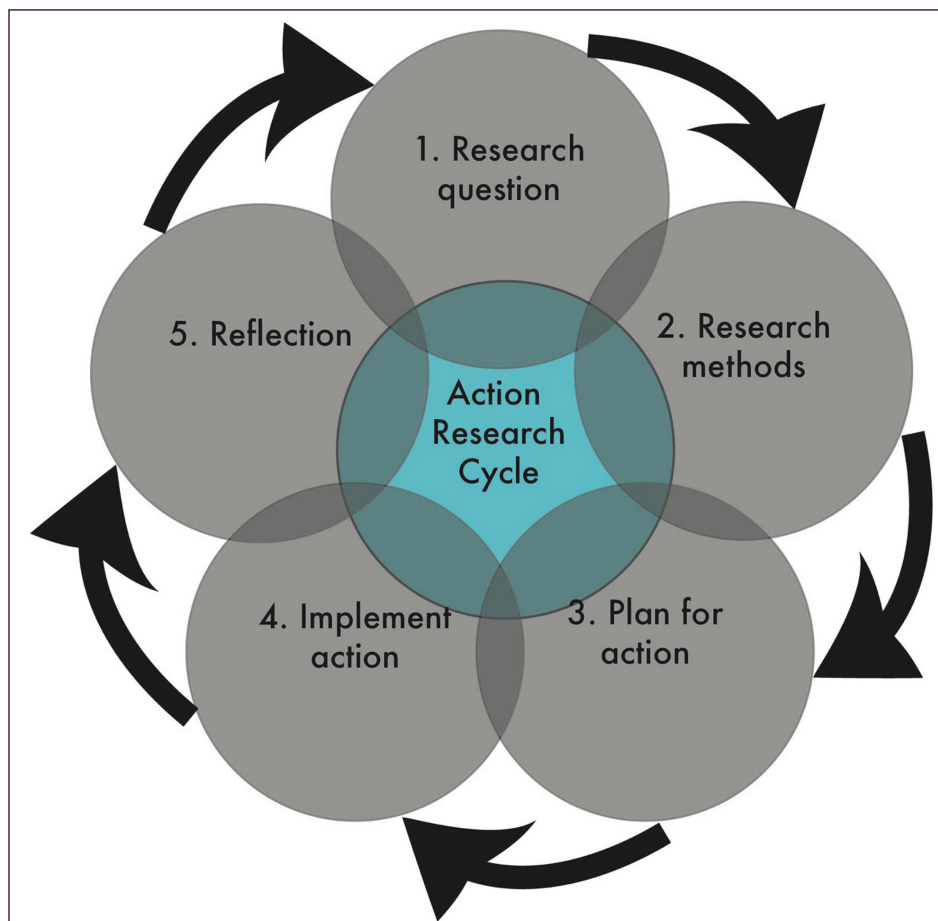 1. Research
question
2. Research
methods
3. Plan for
action
4. Implement
action
5. Reflection
Action
Research
Cycle